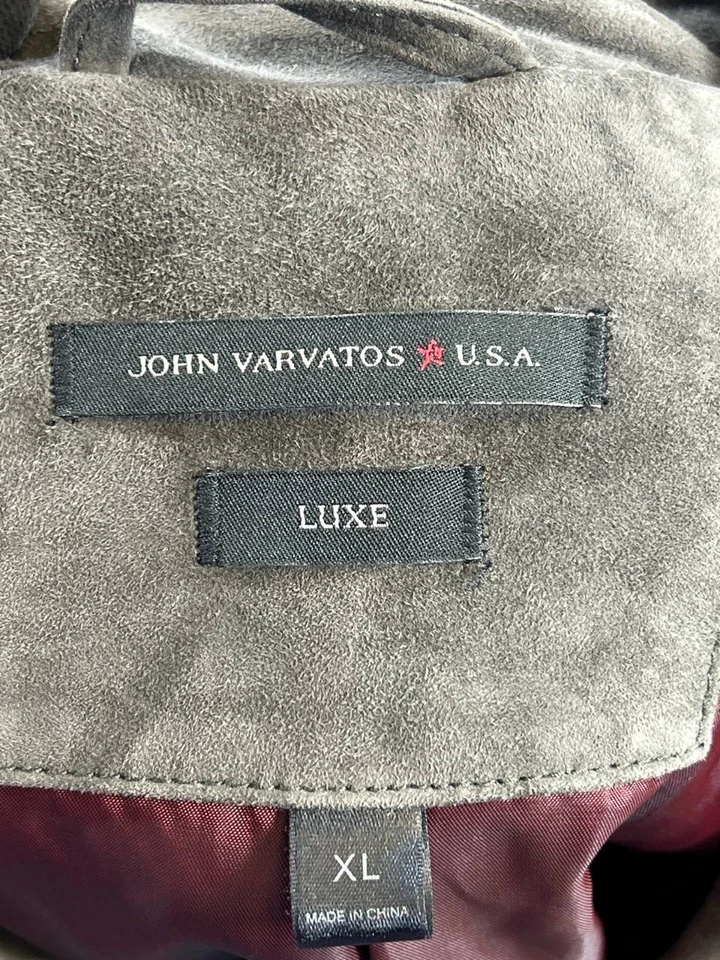 JOHN VARVATOS ★ U.S.A.
LUXE
XL
MADE IN CHINA